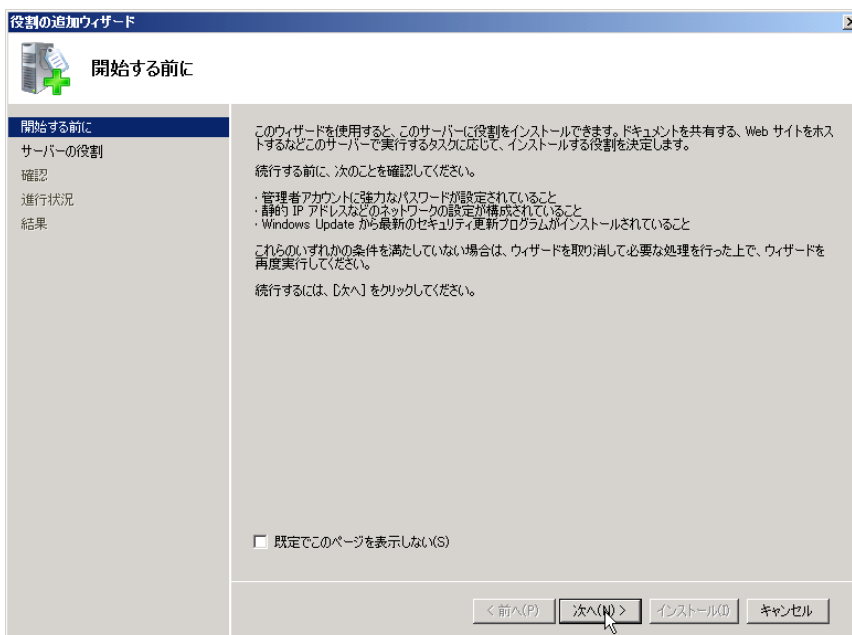 役割の追加ウィザード
開始する前に
開始する前に
サーバーの役割
確認
進行状況
結果
このウィザードを使用すると、このサーバーに役割をインストールできます。ドキュメントを共有する、Web サイトをホス
トするなどこのサーバーで実行するタスクに応じて、インストールする役割を決定します。
続行する前に、次のことを確認してください。
・管理者アカウントに強力なパスワードが設定されていること
・静的 IP アドレスなどのネットワークの設定が構成されていること
・Windows Update から最新のセキュリティ更新プログラムがインストールされていること
これらのいずれかの条件を満たしていない場合は、ウィザードを取り消して必要な処理を行った上で、ウィザードを
再度実行してください。
続行するには、[次へ] をクリックしてください。
既定でこのページを表示しない(S)
< 前へ(P)
次へ(N) >
インストール(I)
キャンセル